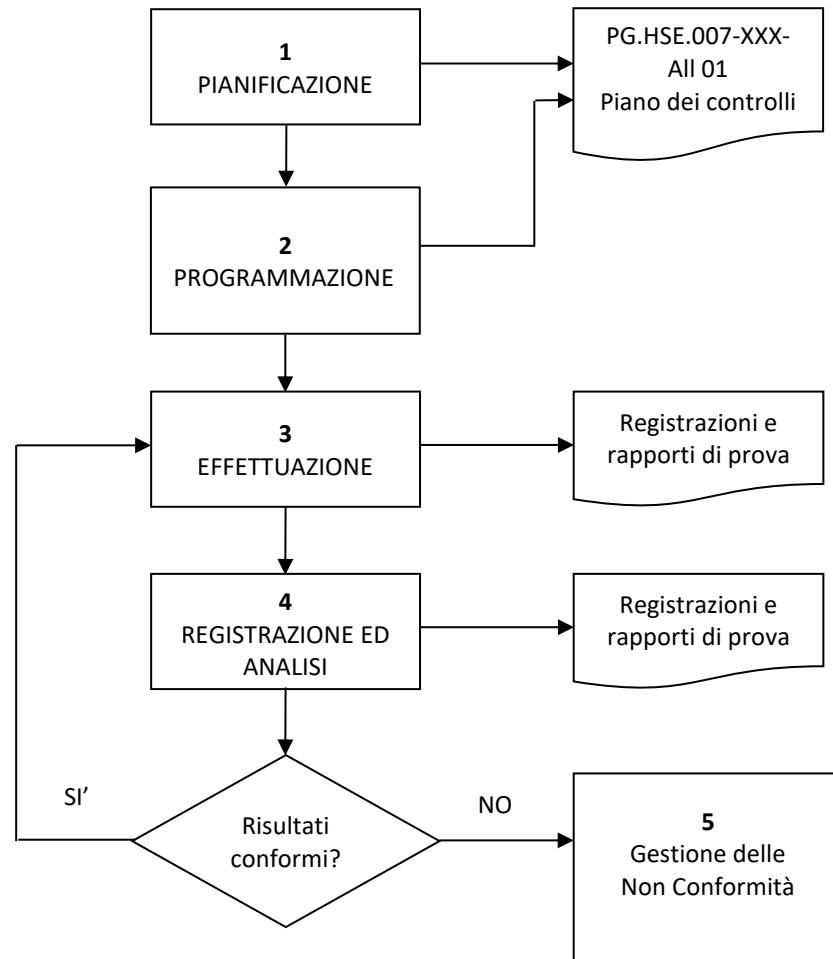 1
PIANIFICAZIONE
PG.HSE.007-XXX-
All 01
Piano dei controlli
2
PROGRAMMAZIONE
3
EFFETTUAZIONE
Registrazioni e
rapporti di prova
4
REGISTRAZIONE ED
ANALISI
Registrazioni e
rapporti di prova
SI’
Risultati
conformi?
NO
5
Gestione delle
Non Conformità